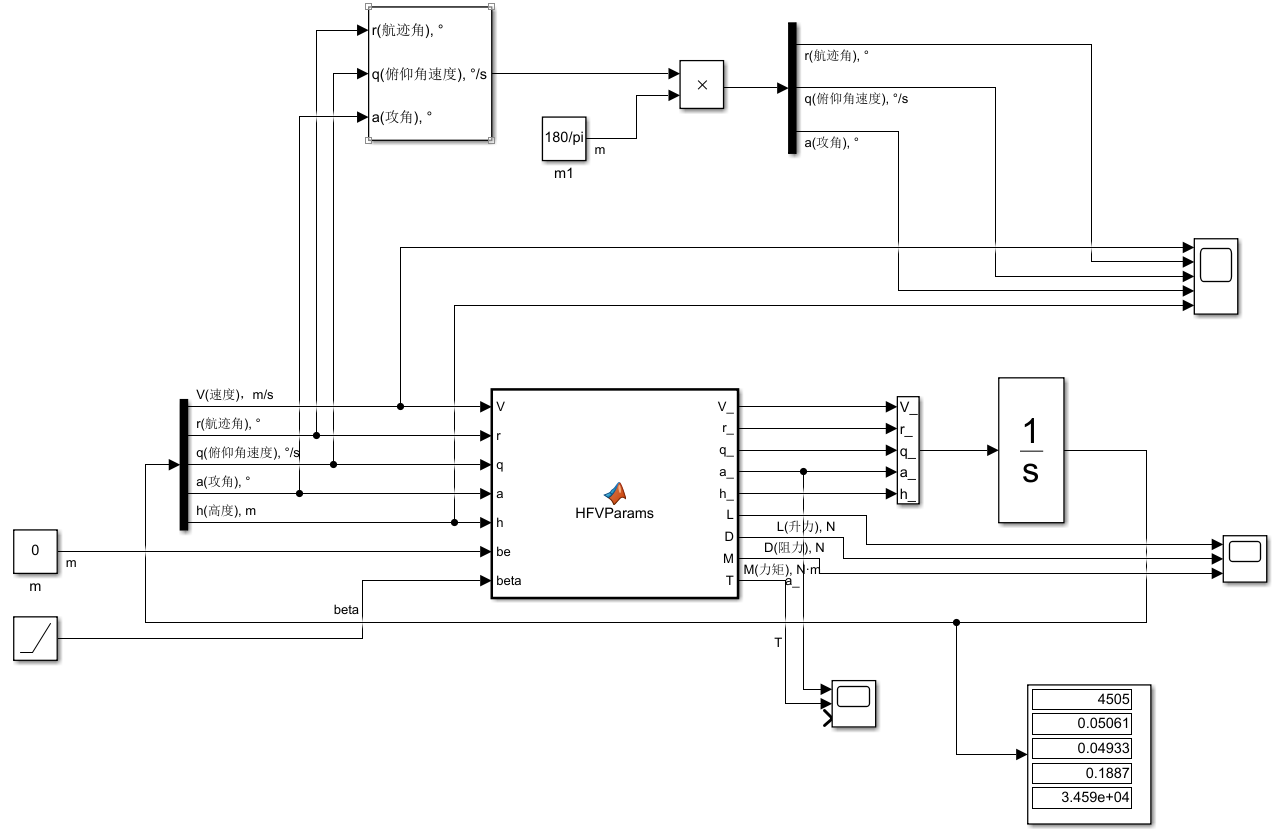 r(航迹角), °
q(俯仰角速度), °/s
a(攻角), °
×
180/pi
m
m1
r(航迹角), °
q(俯仰角速度), °/s
a(攻角), °
V(速度)，m/s
r(航迹角), °
q(俯仰角速度), °/s
a(攻角), °
h(高度), m
0
m
m
beta
V
r
q
a
h
be
beta
HFVParams
V_
r_
q_
a_
h_
L
D
M
T
V_
r_
q_
a_
h_
1
s
L(升力), N
D(阻力), N
M(力矩), N·m
a_
T
4505
0.05061
0.04933
0.1887
3.459e+04